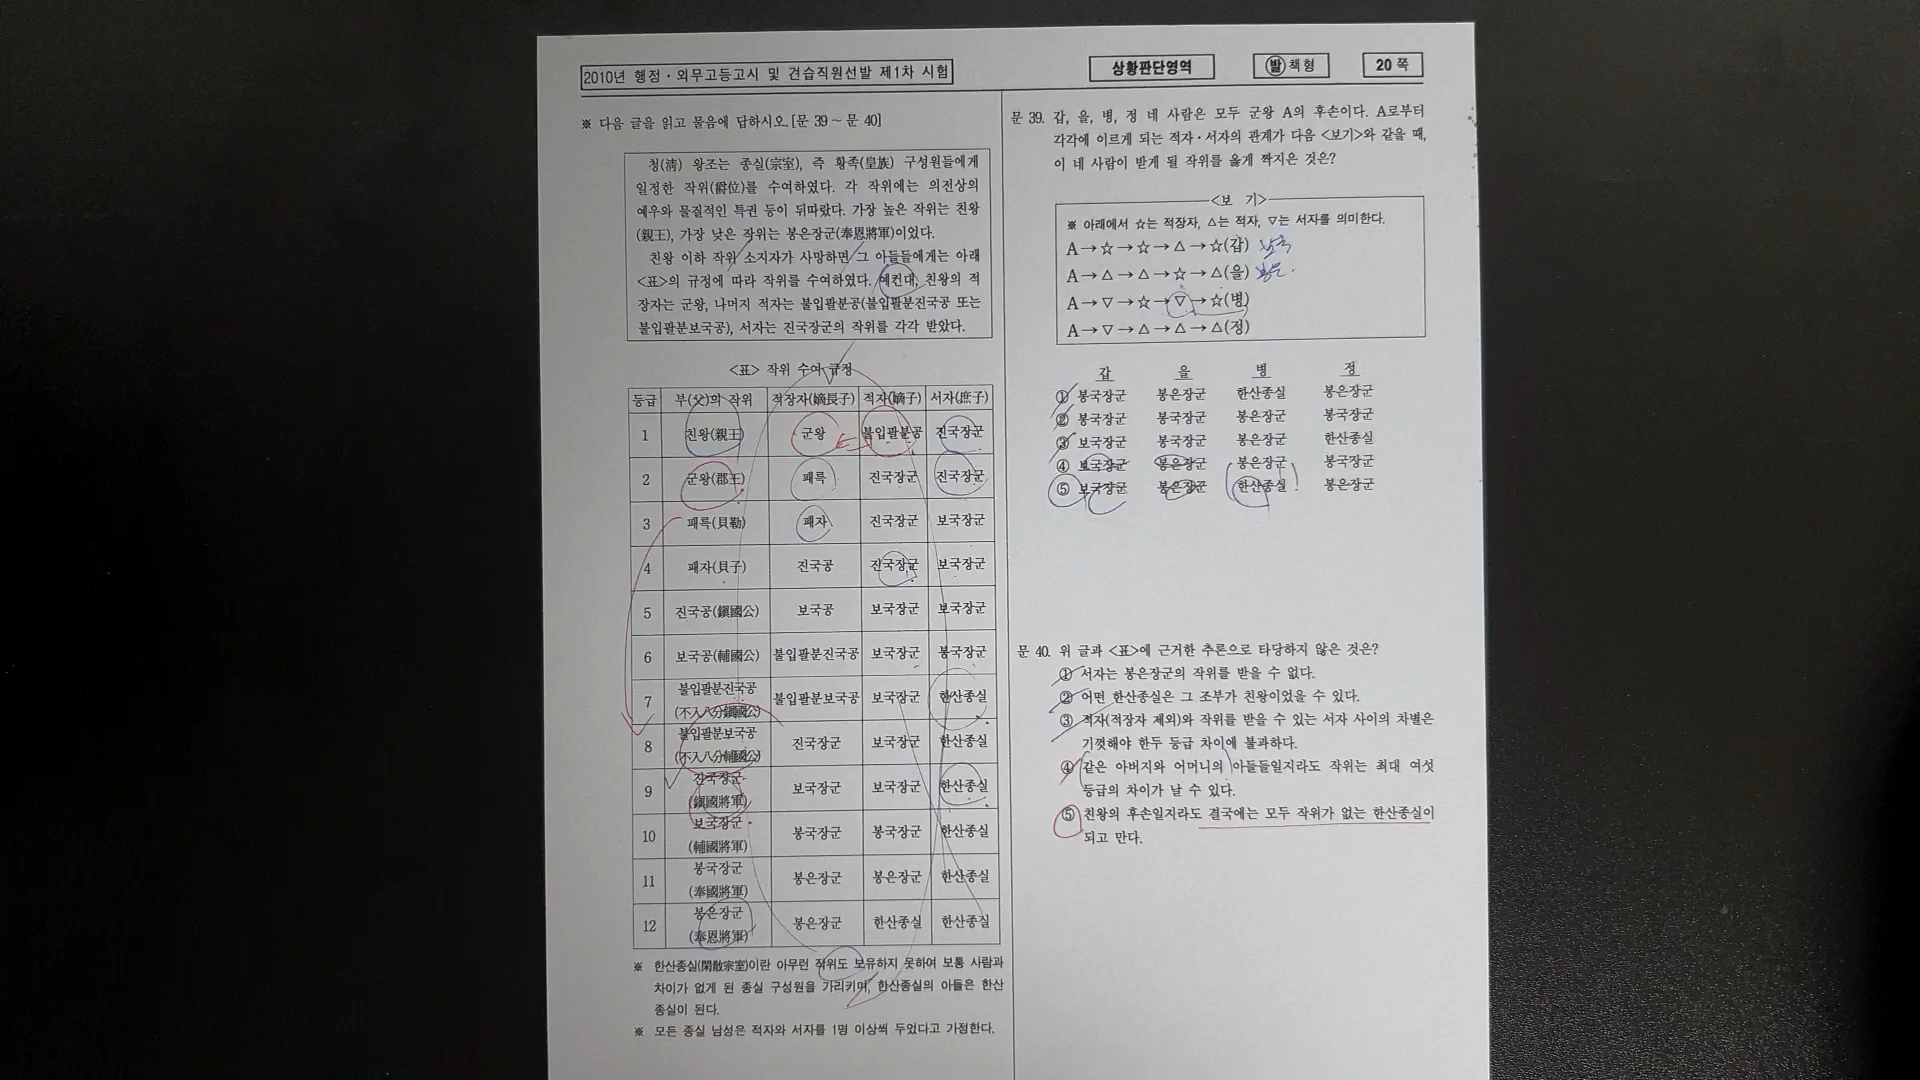 2010년 행정·외무고등고시 및 견습직원선발 제1차 시험
상황판단영역
발 책형
20 쪽
※ 다음 글을 읽고 물음에 답하시오. [문 39 ~ 문 40]
청(淸) 왕조는 종실(宗室), 즉 황족(皇族) 구성원들에게
일정한 작위(爵位)를 수여하였다. 각 작위에는 의전상의
예우와 물질적인 특권 등이 뒤따랐다. 가장 높은 작위는 친왕
(親王), 가장 낮은 작위는 봉은장군(奉恩將軍)이었다.
친왕 이하 작위 소지자가 사망하면 그 아들들에게는 아래
<표>의 규정에 따라 작위를 수여하였다. 예컨대, 친왕의 적
장자는 군왕, 나머지 적자는 불입팔분공(불입팔분진국공 또는
불입팔분보국공), 서자는 진국장군의 작위를 각각 받았다.
<표> 작위 수여 규정
등급 부(父)의 작위 적장자(嫡長子) 적자(嫡子) 서자(庶子)
1 친왕(親王) 군왕 불입팔분공 진국장군
2 군왕(郡王) 패륵 진국장군 진국장군
3 패륵(貝勒) 패자 진국장군 보국장군
4 패자(貝子) 진국공 진국장군 보국장군
5 진국공(鎭國公) 보국공 보국장군 보국장군
6 보국공(輔國公) 불입팔분진국공 보국장군 봉국장군
7 불입팔분진국공 (不入八分鎭國公) 불입팔분보국공 보국장군 한산종실
8 불입팔분보국공 (不入八分輔國公) 진국장군 보국장군 한산종실
9 진국장군 (鎭國將軍) 보국장군 보국장군 한산종실
10 보국장군 (輔國將軍) 봉국장군 봉국장군 한산종실
11 봉국장군 (奉國將軍) 봉은장군 봉은장군 한산종실
12 봉은장군 (奉恩將軍) 봉은장군 한산종실 한산종실
※ 한산종실(閑散宗室)이란 아무런 작위도 보유하지 못하여 보통 사람과
차이가 없게 된 종실 구성원을 가리키며, 한산종실의 아들은 한산
종실이 된다.
※ 모든 종실 남성은 적자와 서자를 1명 이상씩 두었다고 가정한다.
문 39. 갑, 을, 병, 정 네 사람은 모두 군왕 A의 후손이다. A로부터
각각에 이르게 되는 적자·서자의 관계가 다음 <보기>와 같을 때,
이 네 사람이 받게 될 작위를 옳게 짝지은 것은?
<보 기>
※ 아래에서 ☆는 적장자, △는 적자, ▽는 서자를 의미한다.
A→☆→☆→△→☆(갑)
A→△→△→☆→△(을)
A→▽→☆→▽→☆(병)
A→▽→△→△→△(정)
갑 을 병 정
① 봉국장군 봉은장군 한산종실 봉은장군
② 봉국장군 봉국장군 봉은장군 봉국장군
③ 보국장군 봉국장군 봉은장군 한산종실
④ 보국장군 봉은장군 봉은장군 봉국장군
⑤ 보국장군 봉은장군 한산종실 봉은장군
문 40. 위 글과 <표>에 근거한 추론으로 타당하지 않은 것은?
① 서자는 봉은장군의 작위를 받을 수 없다.
② 어떤 한산종실은 그 조부가 친왕이었을 수 있다.
③ 적자(적장자 제외)와 작위를 받을 수 있는 서자 사이의 차별은
기껏해야 한두 등급 차이에 불과하다.
④ 같은 아버지와 어머니의 아들들일지라도 작위는 최대 여섯
등급의 차이가 날 수 있다.
⑤ 친왕의 후손일지라도 결국에는 모두 작위가 없는 한산종실이
되고 만다.